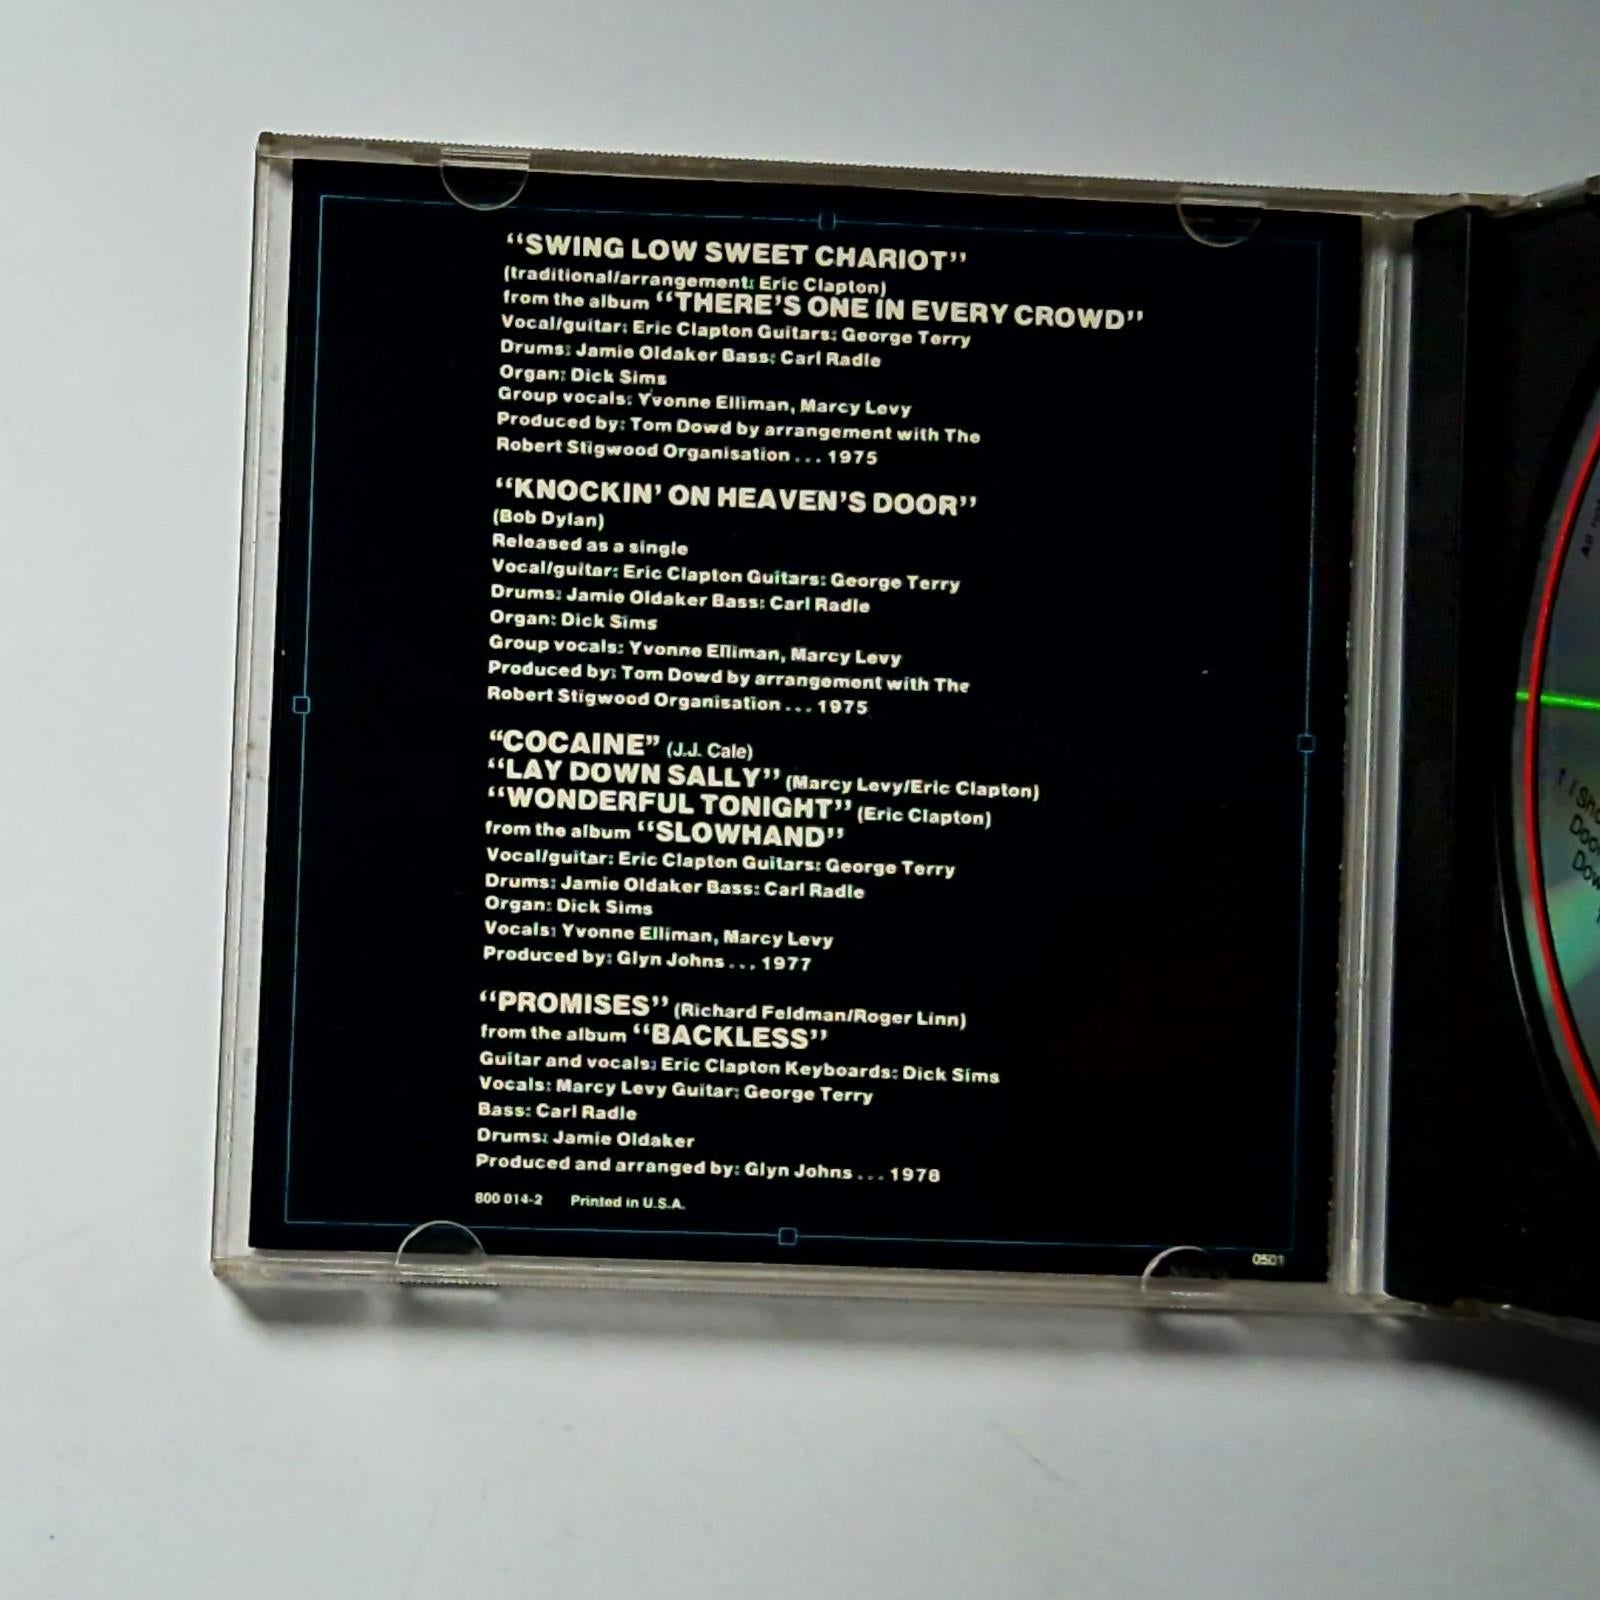 “SWING LOW SWEET CHARIOT”
(traditional/arrangement: Eric Clapton)
from the album “THERE’S ONE IN EVERY CROWD”
Vocal/guitar: Eric Clapton Guitars: George Terry
Drums: Jamie Oldaker Bass: Carl Radle
Organ: Dick Sims
Group vocals: Yvonne Elliman, Marcy Levy
Produced by: Tom Dowd by arrangement with The
Robert Stigwood Organisation... 1975
“KNOCKIN’ ON HEAVEN’S DOOR”
(Bob Dylan)
Released as a single
Vocal/guitar: Eric Clapton Guitars: George Terry
Drums: Jamie Oldaker Bass: Carl Radle
Organ: Dick Sims
Group vocals: Yvonne Elliman, Marcy Levy
Produced by: Tom Dowd by arrangement with The
Robert Stigwood Organisation... 1975
“COCAINE” (J.J. Cale)
“LAY DOWN SALLY” (Marcy Levy/Eric Clapton)
“WONDERFUL TONIGHT” (Eric Clapton)
from the album “SLOWHAND”
Vocal/guitar: Eric Clapton Guitars: George Terry
Drums: Jamie Oldaker Bass: Carl Radle
Organ: Dick Sims
Vocals: Yvonne Elliman, Marcy Levy
Produced by: Glyn Johns... 1977
“PROMISES” (Richard Feldman/Roger Linn)
from the album “BACKLESS”
Guitar and vocals: Eric Clapton Keyboards: Dick Sims
Vocals: Marcy Levy Guitar: George Terry
Bass: Carl Radle
Drums: Jamie Oldaker
Produced and arranged by: Glyn Johns... 1978
800 014-2 Printed in U.S.A.
0501
All
1 I Sho
Doo
Dow